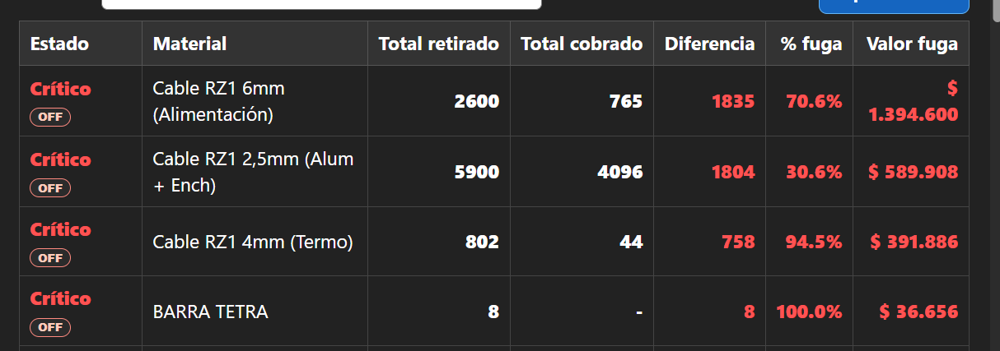 Estado Material Total retirado Total cobrado Diferencia % fuga Valor fuga
Crítico
OFF
Cable RZ1 6mm
(Alimentación)
2600 765 1835 70.6% $
1.394.600
Crítico
OFF
Cable RZ1 2,5mm (Alum
+ Ench)
5900 4096 1804 30.6% $ 589.908
Crítico
OFF
Cable RZ1 4mm (Termo) 802 44 758 94.5% $ 391.886
Crítico
OFF
BARRA TETRA 8 - 8 100.0% $ 36.656